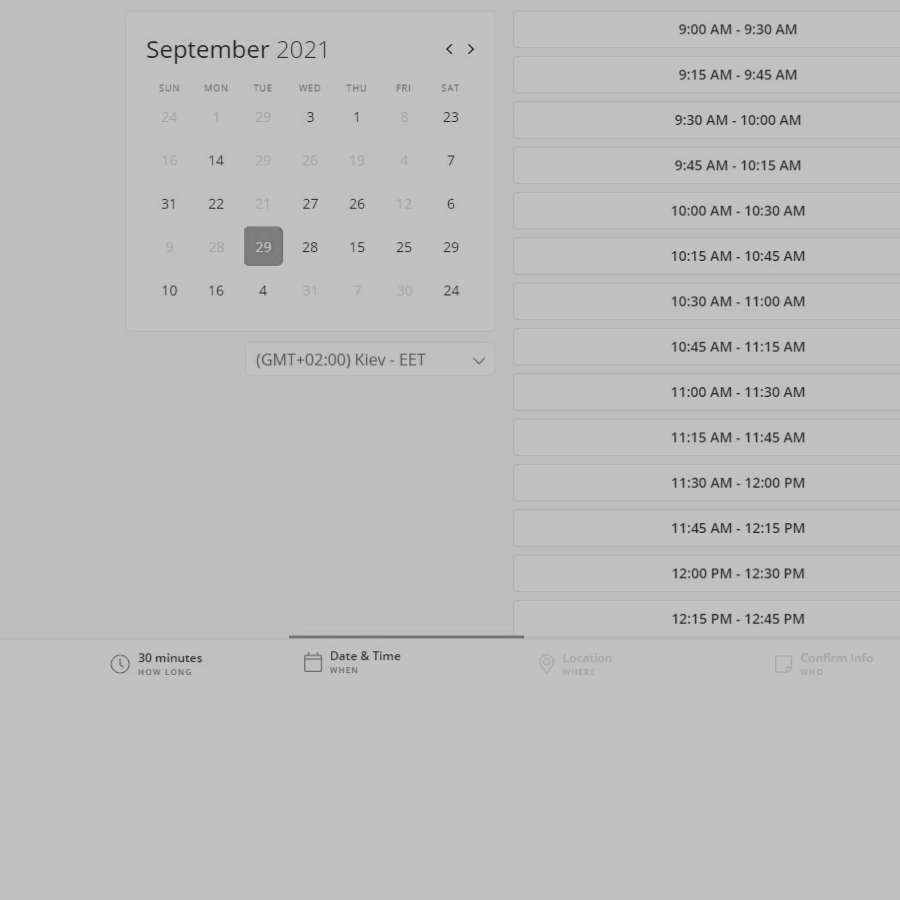 September 2021
SUN MON TUE WED THU FRI SAT
24 1 29 3 1 8 23
16 14 29 26 19 4 7
31 22 21 27 26 12 6
9 28 29 28 15 25 29
10 16 4 31 7 30 24
(GMT+02:00) Kiev - EET
9:00 AM - 9:30 AM
9:15 AM - 9:45 AM
9:30 AM - 10:00 AM
9:45 AM - 10:15 AM
10:00 AM - 10:30 AM
10:15 AM - 10:45 AM
10:30 AM - 11:00 AM
10:45 AM - 11:15 AM
11:00 AM - 11:30 AM
11:15 AM - 11:45 AM
11:30 AM - 12:00 PM
11:45 AM - 12:15 PM
12:00 PM - 12:30 PM
12:15 PM - 12:45 PM
30 minutes
HOW LONG
Date & Time
WHEN
Location
WHERE
Confirm Info
WHO